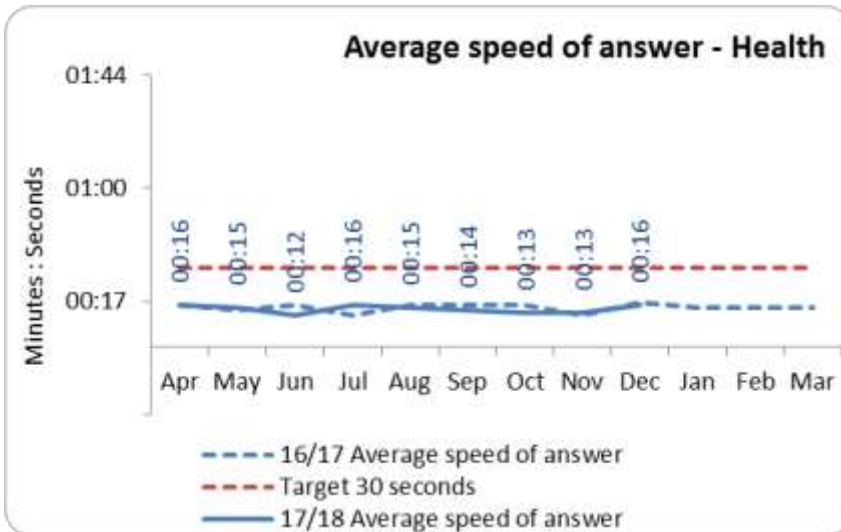 Average speed of answer - Health
01:44
01:00
00:17
Minutes : Seconds
00:16 00:15 00:12 00:16 00:15 00:14 00:13 00:13 00:16
Apr May Jun Jul Aug Sep Oct Nov Dec Jan Feb Mar
16/17 Average speed of answer
Target 30 seconds
17/18 Average speed of answer